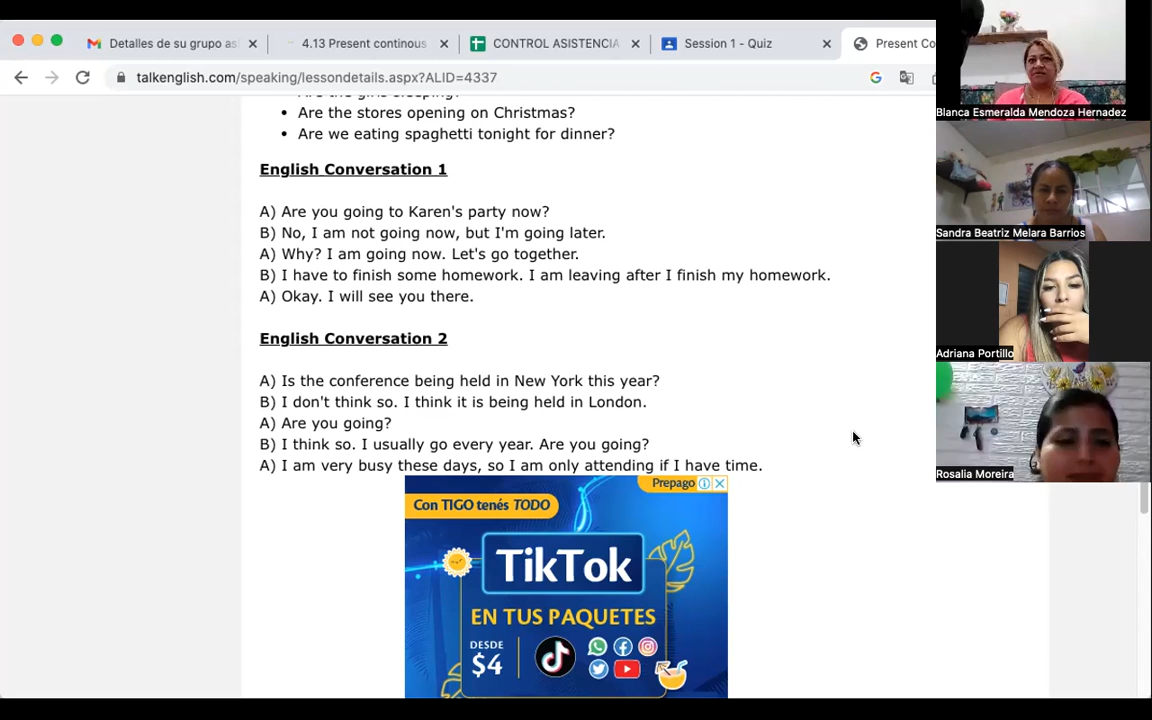 Detalles de su grupo as
4.13 Present continous
CONTROL ASISTENCIA
Session 1 - Quiz
Present Co
talkenglish.com/speaking/lessondetails.aspx?ALID=4337
Are the girls sleeping?
• Are the stores opening on Christmas?
• Are we eating spaghetti tonight for dinner?
English Conversation 1
A) Are you going to Karen's party now?
B) No, I am not going now, but I'm going later.
A) Why? I am going now. Let's go together.
B) I have to finish some homework. I am leaving after I finish my homework.
A) Okay. I will see you there.
English Conversation 2
A) Is the conference being held in New York this year?
B) I don't think so. I think it is being held in London.
A) Are you going?
B) I think so. I usually go every year. Are you going?
A) I am very busy these days, so I am only attending if I have time.
Prepago
Con TIGO tenés TODO
TikTok
EN TUS PAQUETES
DESDE
$4
Blanca Esmeralda Mendoza Hernadez
Sandra Beatriz Melara Barrios
Adriana Portillo
Rosalia Moreira